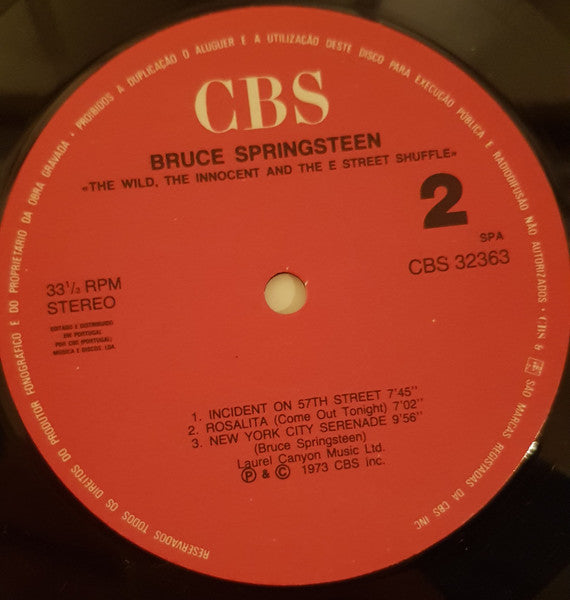 RESERVADOS TODOS OS DIREITOS DO PRODUTOR FONOGRÁFICO E DO PROPRIETÁRIO DA OBRA GRAVADA • PROIBIDOS A DUPLICAÇÃO O ALUGUER E A UTILIZAÇÃO DESTE DISCO PARA EXECUÇÃO PÚBLICA E RADIODIFUSÃO NÃO AUTORIZADOS • CBS & SÃO MARCAS REGISTADAS DA CBS INC
CBS
BRUCE SPRINGSTEEN
«THE WILD, THE INNOCENT AND THE E STREET SHUFFLE»
2
SPA
CBS 32363
33⅓ RPM
STEREO
EDITADO E DISTRIBUIDO
EM PORTUGAL
POR CBS (PORTUGAL;
MÚSICA E DISCOS, LDA.
1. INCIDENT ON 57TH STREET 7'45"
2. ROSALITA (Come Out Tonight) 7'02"
3. NEW YORK CITY SERENADE 9'56"
(Bruce Springsteen)
Laurel Canyon Music Ltd.
℗ & © 1973 CBS Inc.